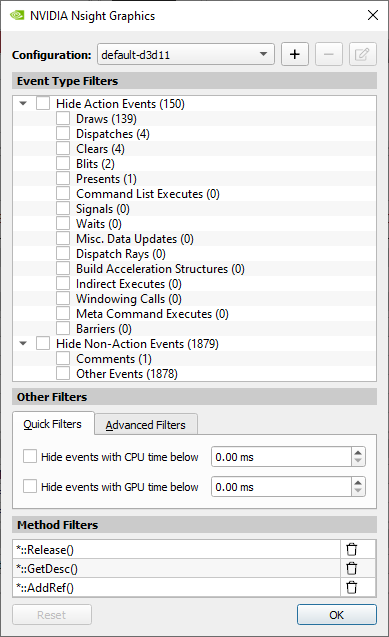 NVIDIA Nsight Graphics
Configuration: default-d3d11
Event Type Filters
Hide Action Events (150)
Draws (139)
Dispatches (4)
Clears (4)
Blits (2)
Presents (1)
Command List Executes (0)
Signals (0)
Waits (0)
Misc. Data Updates (0)
Dispatch Rays (0)
Build Acceleration Structures (0)
Indirect Executes (0)
Windowing Calls (0)
Meta Command Executes (0)
Barriers (0)
Hide Non-Action Events (1879)
Comments (1)
Other Events (1878)
Other Filters
Quick Filters Advanced Filters
Hide events with CPU time below 0.00 ms
Hide events with GPU time below 0.00 ms
Method Filters
*::Release()
*::GetDesc()
*::AddRef()
Reset OK